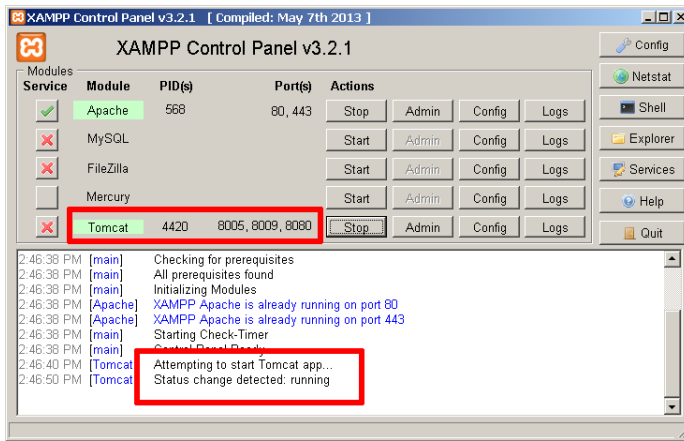 XAMPP Control Panel v3.2.1 [ Compiled: May 7th 2013 ]
XAMPP Control Panel v3.2.1
Config
Modules
Service Module PID(s) Port(s) Actions
Netstat
Apache 568 80, 443 Stop Admin Config Logs
Shell
MySQL Start Admin Config Logs
Explorer
FileZilla Start Admin Config Logs
Services
Mercury Start Admin Config Logs
Help
Tomcat 4420 8005, 8009, 8080 Stop Admin Config Logs
Quit
2:46:38 PM [main] Checking for prerequisites
2:46:38 PM [main] All prerequisites found
2:46:38 PM [main] Initializing Modules
2:46:38 PM [Apache] XAMPP Apache is already running on port 80
2:46:38 PM [Apache] XAMPP Apache is already running on port 443
2:46:38 PM [main] Starting Check-Timer
2:46:38 PM [main] Control Panel Ready
2:46:40 PM [Tomcat Attempting to start Tomcat app...
2:46:50 PM [Tomcat Status change detected: running